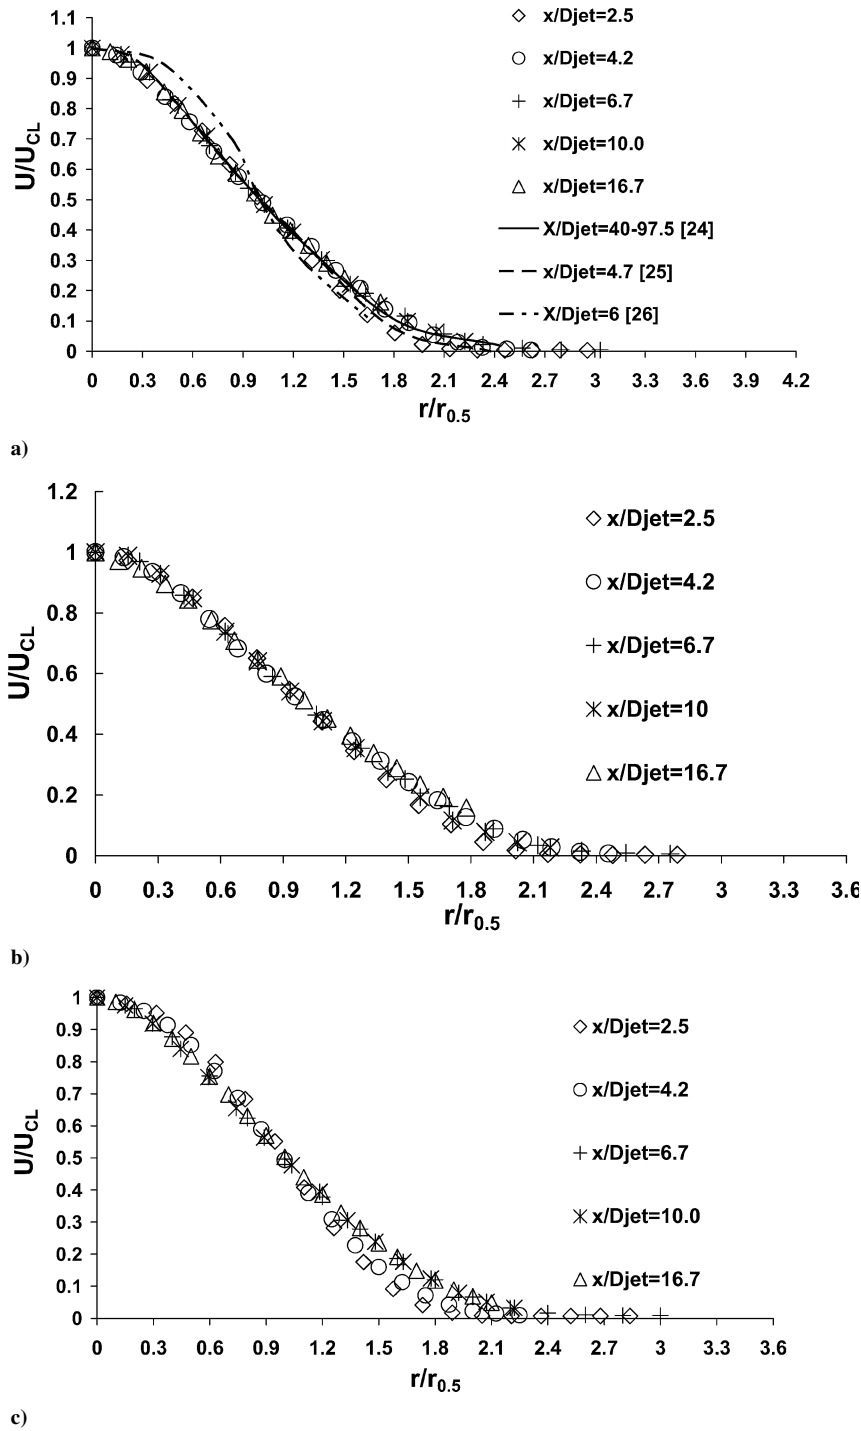 1.1
1
0.9
0.8
0.7
0.6
0.5
0.4
0.3
0.2
0.1
0
U/U_CL
x/Djet=2.5
x/Djet=4.2
x/Djet=6.7
x/Djet=10.0
x/Djet=16.7
X/Djet=40-97.5 [24]
x/Djet=4.7 [25]
X/Djet=6 [26]
0 0.3 0.6 0.9 1.2 1.5 1.8 2.1 2.4 2.7 3 3.3 3.6 3.9 4.2
r/r_0.5
a)
1.2
1
0.8
0.6
0.4
0.2
0
U/U_CL
x/Djet=2.5
x/Djet=4.2
x/Djet=6.7
x/Djet=10
x/Djet=16.7
0 0.3 0.6 0.9 1.2 1.5 1.8 2.1 2.4 2.7 3 3.3 3.6
r/r_0.5
b)
1
0.9
0.8
0.7
0.6
0.5
0.4
0.3
0.2
0.1
0
U/U_CL
x/Djet=2.5
x/Djet=4.2
x/Djet=6.7
x/Djet=10.0
x/Djet=16.7
0 0.3 0.6 0.9 1.2 1.5 1.8 2.1 2.4 2.7 3 3.3 3.6
r/r_0.5
c)